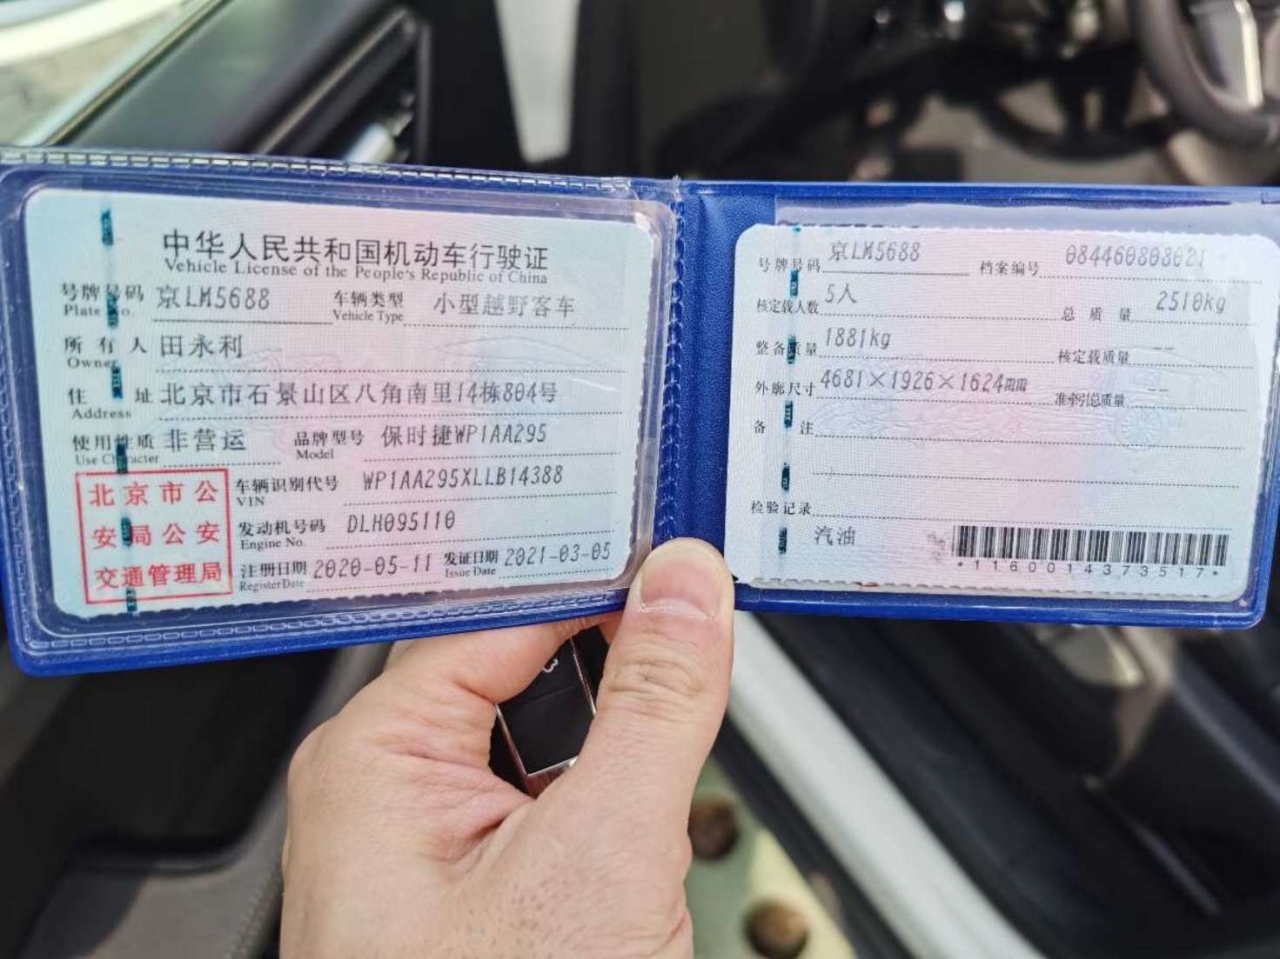 中华人民共和国机动车行驶证
Vehicle License of the People's Republic of China
号牌号码 京LM5688 车辆类型 小型越野客车
Plate No. Vehicle Type
所有人 田永利
Owner
住址 北京市石景山区八角南里14栋804号
Address
使用性质 非营运 品牌型号 保时捷WP1AA295
Use Character Model
北京市公
安局公安
交通管理局
车辆识别代号 WP1AA295XLLB14388
VIN
发动机号码 DLH095110
Engine No.
注册日期 2020-05-11 发证日期 2021-03-05
Register Date Issue Date
号牌号码 京LM5688 档案编号 084460808021
核定载人数 5人 总质量 2510kg
整备质量 1881kg 核定载质量 --
外廓尺寸 4681×1926×1624mm 准牵引总质量 --
备注
检验记录
汽油
*1160014373517*